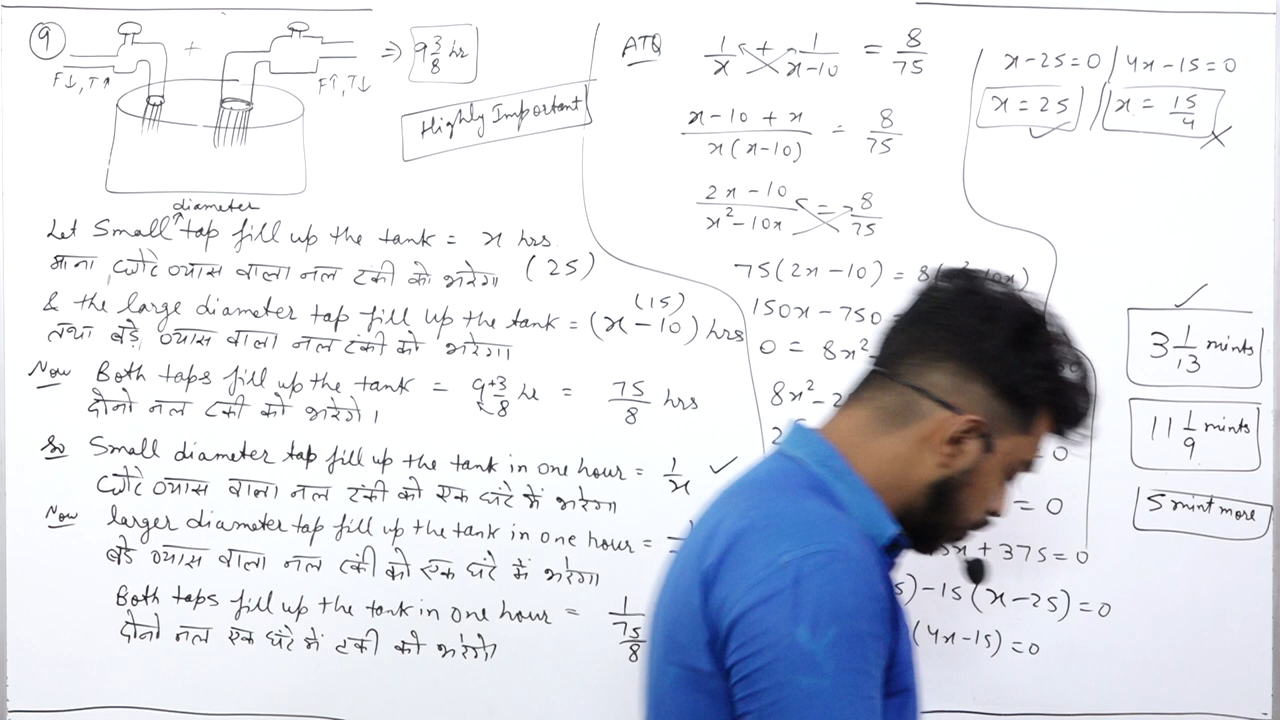 9
+
⇒ 9 3/8 hr
F↓, T↑
F↑, T↓
Highly Important
diameter
Let Small tap fill up the tank = x hrs.
माना छोटे व्यास वाला नल टंकी को भरेगा (25)
& the large diameter tap fill up the tank = (x-10) hrs
(15)
तथा बड़े व्यास वाला नल टंकी को भरेगा
Now Both taps fill up the tank = 9+3/8 hr = 75/8 hrs
दोनो नल टंकी को भरेगे।
So Small diameter tap fill up the tank in one hour = 1/x ✓
छोटे व्यास वाला नल टंकी को एक घंटे में भरेगा
Now larger diameter tap fill up the tank in one hour =
बड़े व्यास वाला नल टंकी को एक घंटे में भरेगा
Both taps fill up the tank in one hour = 1/(75/8)
दोनो नल एक घंटे में टंकी को भरेगे
ATQ 1/x + 1/(x-10) = 8/75
(x-10+x)/(x(x-10)) = 8/75
(2x-10)/(x²-10x) = 8/75
75(2x-10) = 8(x²-10x)
150x-750
0 = 8x²
8x²-2
= 0
= 0
x+375=0
)-15(x-25)=0
(4x-15)=0
x-25=0 / 4x-15=0
x=25 // x = 15/4
✓ ×
✓
3 1/13 mints
11 1/9 mints
5 mint more